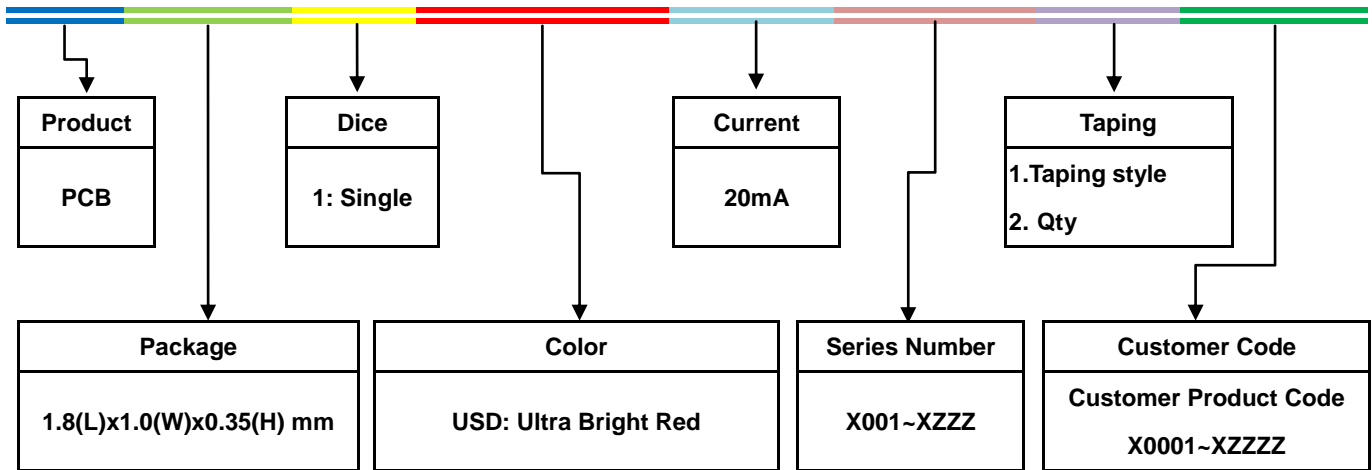 Product
PCB
Dice
1: Single
Current
20mA
Taping
1.Taping style
2. Qty
Package
1.8(L)x1.0(W)x0.35(H) mm
Color
USD: Ultra Bright Red
Series Number
X001~XZZZ
Customer Code
Customer Product Code
X0001~XZZZZ